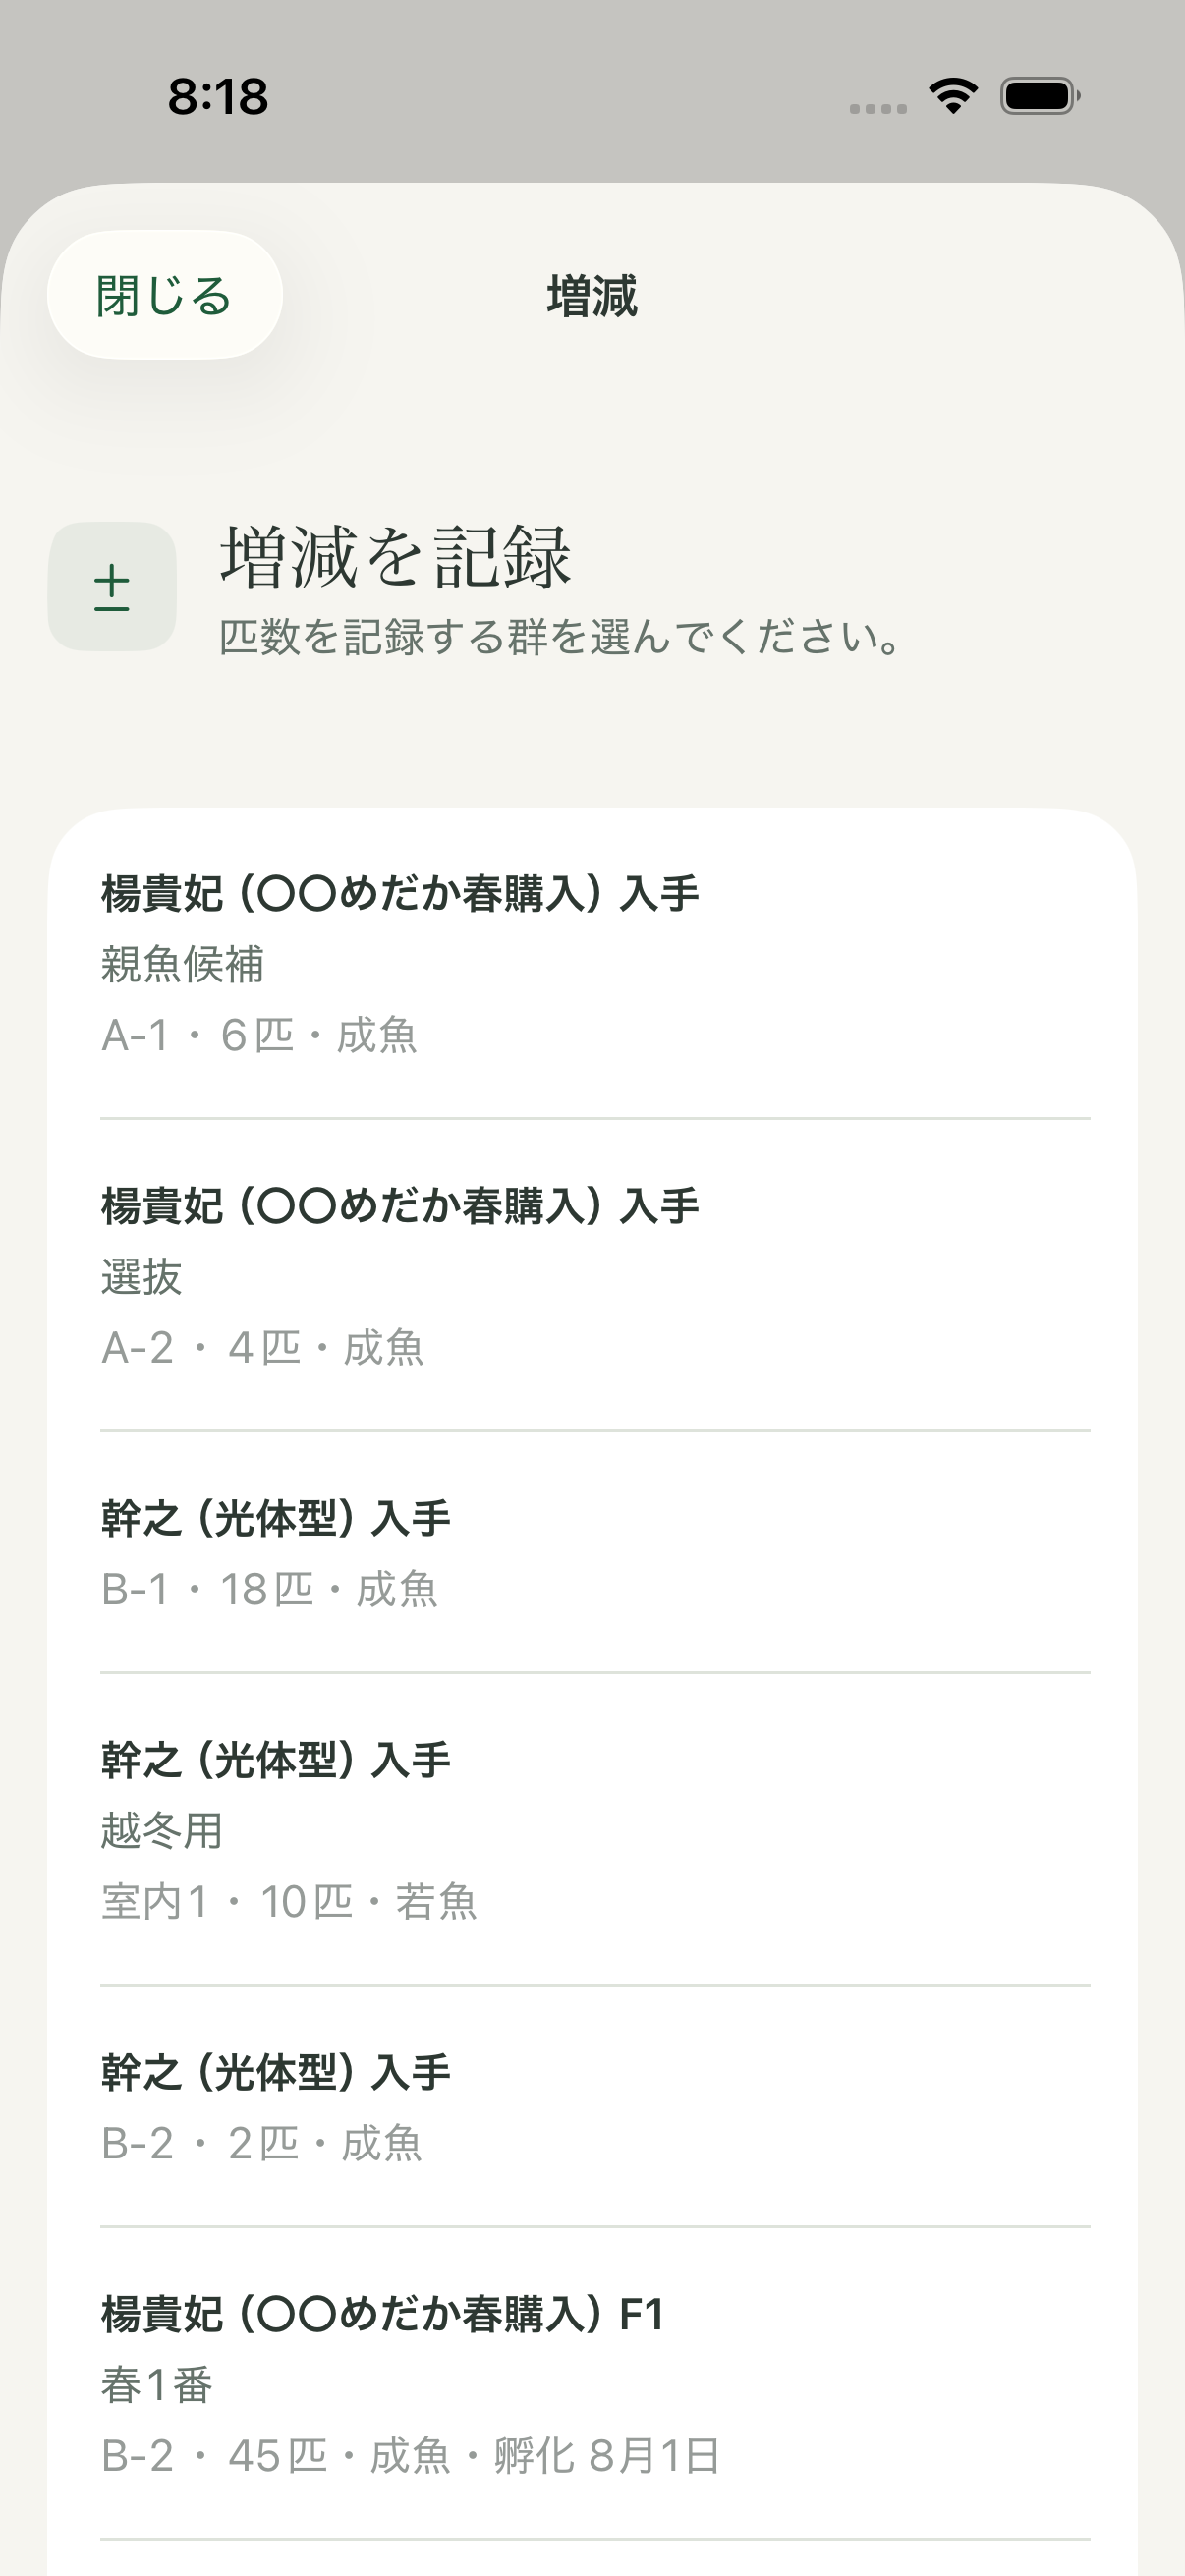 8:18
閉じる
増減
増減を記録
匹数を記録する群を選んでください。
楊貴妃（〇〇めだか春購入）入手
親魚候補
A-1・6匹・成魚
楊貴妃（〇〇めだか春購入）入手
選抜
A-2・4匹・成魚
幹之（光体型）入手
B-1・18匹・成魚
幹之（光体型）入手
越冬用
室内1・10匹・若魚
幹之（光体型）入手
B-2・2匹・成魚
楊貴妃（〇〇めだか春購入）F1
春1番
B-2・45匹・成魚・孵化 8月1日